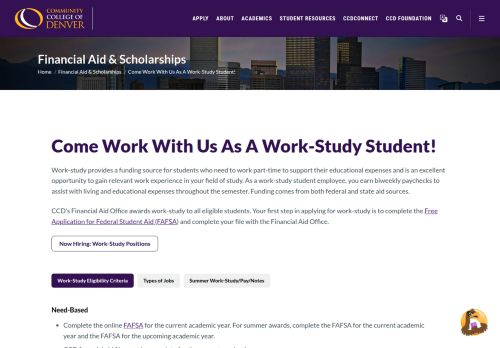 COMMUNITY
COLLEGE OF
DENVER
APPLY ABOUT ACADEMICS STUDENT RESOURCES CCDCONNECT CCD FOUNDATION
Financial Aid & Scholarships
Home / Financial Aid & Scholarships / Come Work With Us As A Work-Study Student!
Come Work With Us As A Work-Study Student!
Work-study provides a funding source for students who need to work part-time to support their educational expenses and is an excellent
opportunity to gain relevant work experience in your field of study. As a work-study student employee, you earn biweekly paychecks to
assist with living and educational expenses throughout the semester. Funding comes from both federal and state aid sources.
CCD's Financial Aid Office awards work-study to all eligible students. Your first step in applying for work-study is to complete the Free
Application for Federal Student Aid (FAFSA) and complete your file with the Financial Aid Office.
Now Hiring: Work-Study Positions
Work-Study Eligibility Criteria Types of Jobs Summer Work-Study/Pay/Notes
Need-Based
Complete the online FAFSA for the current academic year. For summer awards, complete the FAFSA for the current academic
year and the FAFSA for the upcoming academic year.